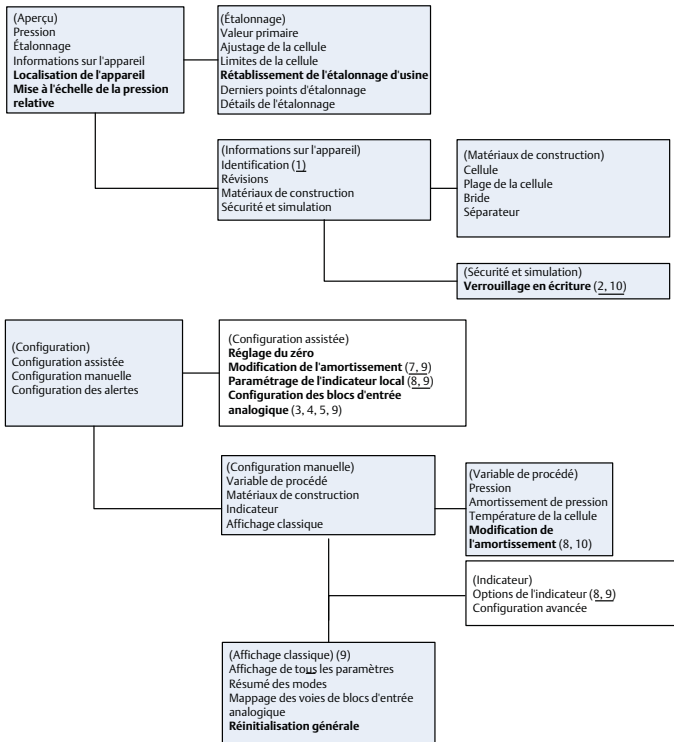 (Aperçu)
Pression
Étalonnage
Informations sur l'appareil
Localisation de l'appareil
Mise à l'échelle de la pression
relative
(Étalonnage)
Valeur primaire
Ajustage de la cellule
Limites de la cellule
Rétablissement de l'étalonnage d'usine
Derniers points d'étalonnage
Détails de l'étalonnage
(Informations sur l'appareil)
Identification (1)
Révisions
Matériaux de construction
Sécurité et simulation
(Matériaux de construction)
Cellule
Plage de la cellule
Bride
Séparateur
(Sécurité et simulation)
Verrouillage en écriture (2, 10)
(Configuration)
Configuration assistée
Configuration manuelle
Configuration des alertes
(Configuration assistée)
Réglage du zéro
Modification de l'amortissement (7, 9)
Paramétrage de l'indicateur local (8, 9)
Configuration des blocs d'entrée
analogique (3, 4, 5, 9)
(Configuration manuelle)
Variable de procédé
Matériaux de construction
Indicateur
Affichage classique
(Variable de procédé)
Pression
Amortissement de pression
Température de la cellule
Modification de
l'amortissement (8, 10)
(Indicateur)
Options de l'indicateur (8, 9)
Configuration avancée
(Affichage classique) (9)
Affichage de tous les paramètres
Résumé des modes
Mappage des voies de blocs d'entrée
analogique
Réinitialisation générale